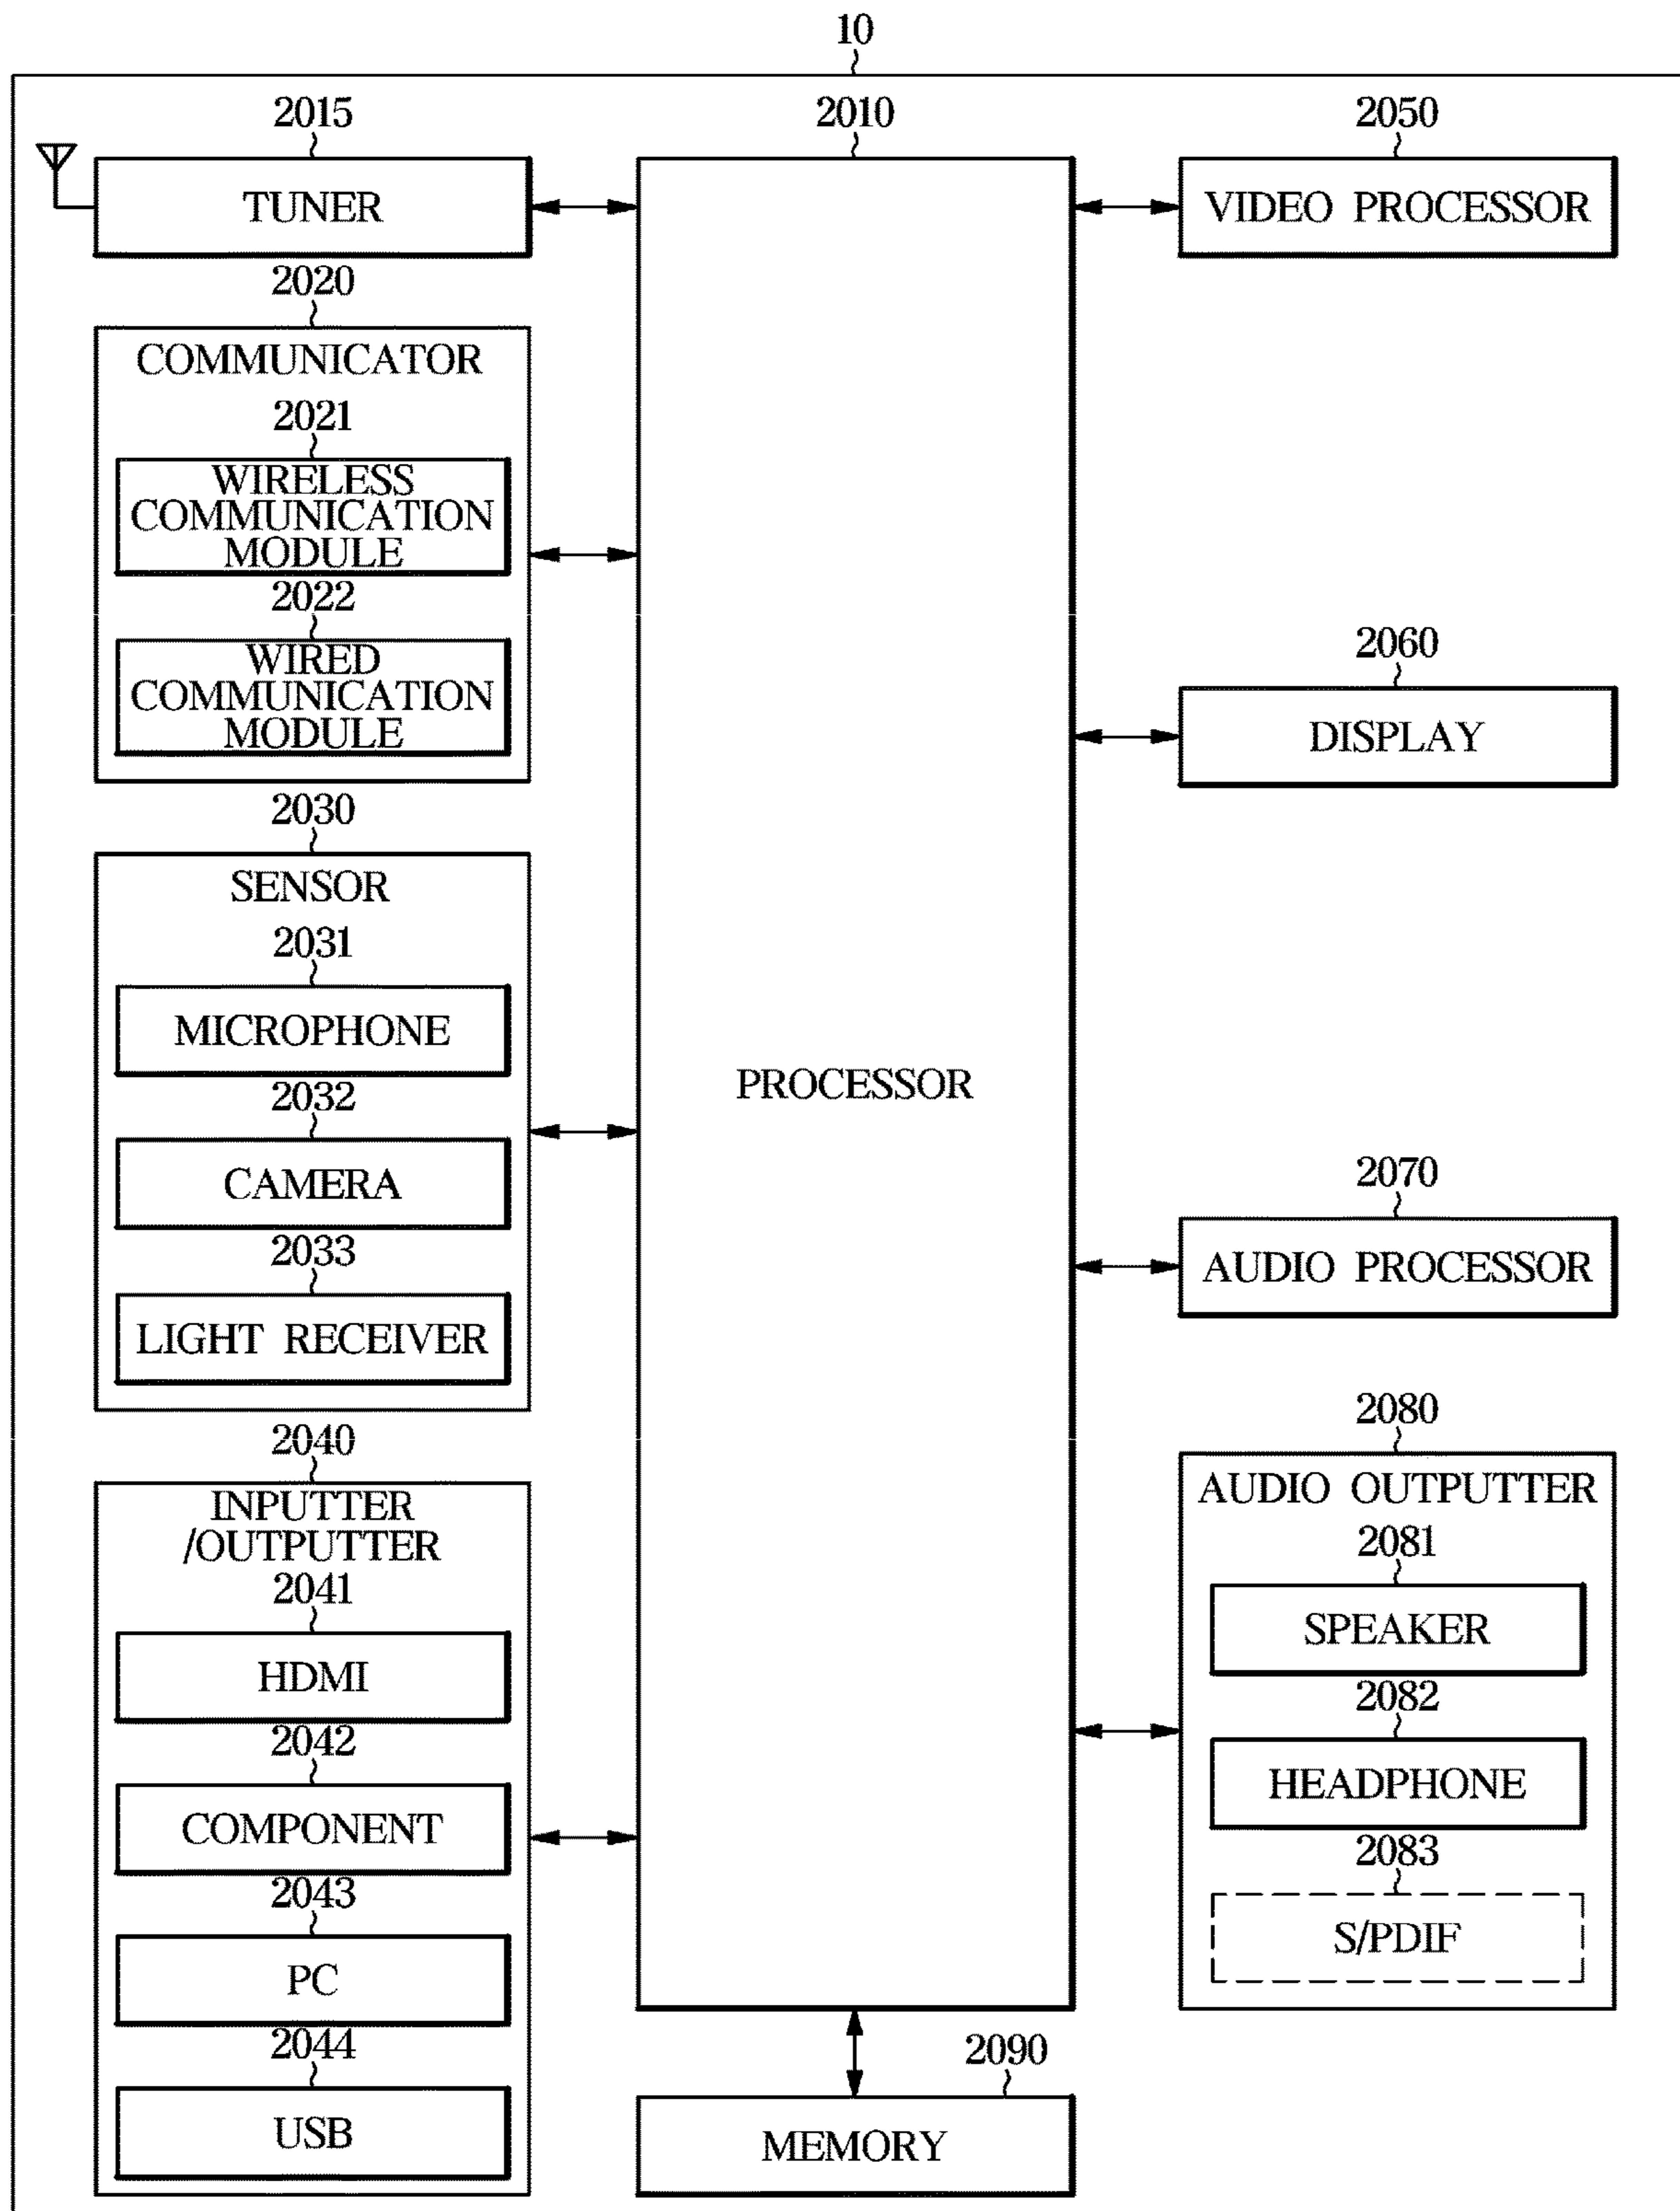 10
2015
TUNER
2020
COMMUNICATOR
2021
WIRELESS
COMMUNICATION
MODULE
2022
WIRED
COMMUNICATION
MODULE
2030
SENSOR
2031
MICROPHONE
2032
CAMERA
2033
LIGHT RECEIVER
2040
INPUTTER
/OUTPUTTER
2041
HDMI
2042
COMPONENT
2043
PC
2044
USB
2010
PROCESSOR
2090
MEMORY
2050
VIDEO PROCESSOR
2060
DISPLAY
2070
AUDIO PROCESSOR
2080
AUDIO OUTPUTTER
2081
SPEAKER
2082
HEADPHONE
2083
S/PDIF